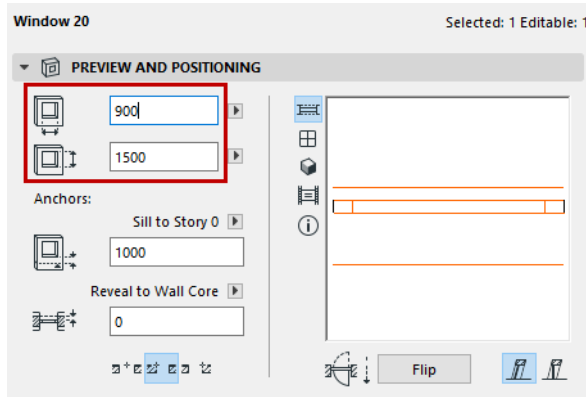 Window 20
Selected: 1 Editable: 1
PREVIEW AND POSITIONING
900
1500
Anchors:
Sill to Story 0
1000
Reveal to Wall Core
0
Flip